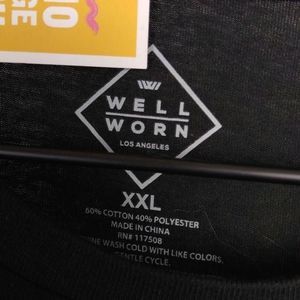 WELL
WORN
LOS ANGELES
XXL
60% COTTON 40% POLYESTER
MADE IN CHINA
RN# 117508
WASH COLD WITH LIKE COLORS,
CYCLE.